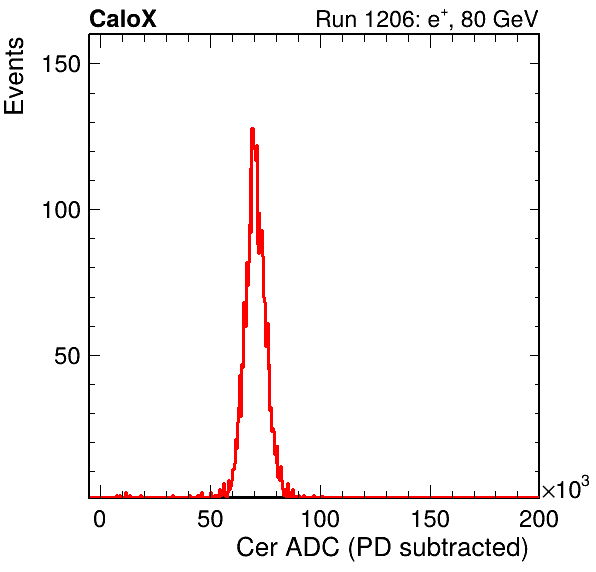 CaloX Run 1206: e⁺, 80 GeV
Events
150
100
50
0 50 100 150 200
×10³
Cer ADC (PD subtracted)